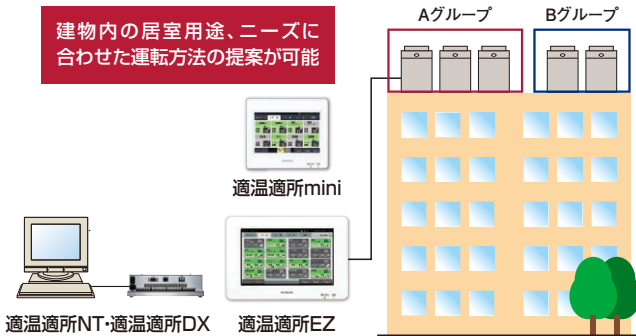 建物内の居室用途、ニーズに
合わせた運転方法の提案が可能
Aグループ
Bグループ
適温適所mini
適温適所NT・適温適所DX
適温適所EZ